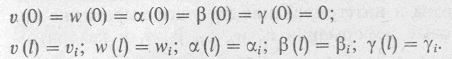 v (0) = w (0) = α (0) = β (0) = γ (0) = 0;
v (l) = vᵢ; w (l) = wᵢ; α (l) = αᵢ; β (l) = βᵢ; γ (l) = γᵢ.